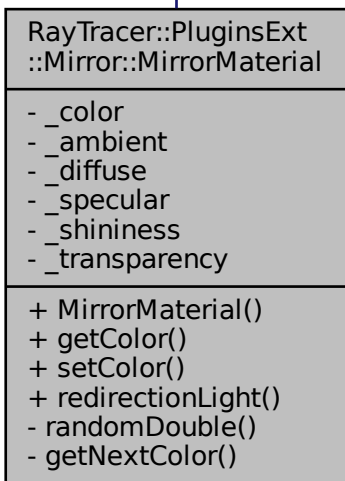 RayTracer::PluginsExt
::Mirror::MirrorMaterial
- _color
- _ambient
- _diffuse
- _specular
- _shininess
- _transparency
+ MirrorMaterial()
+ getColor()
+ setColor()
+ redirectionLight()
- randomDouble()
- getNextColor()